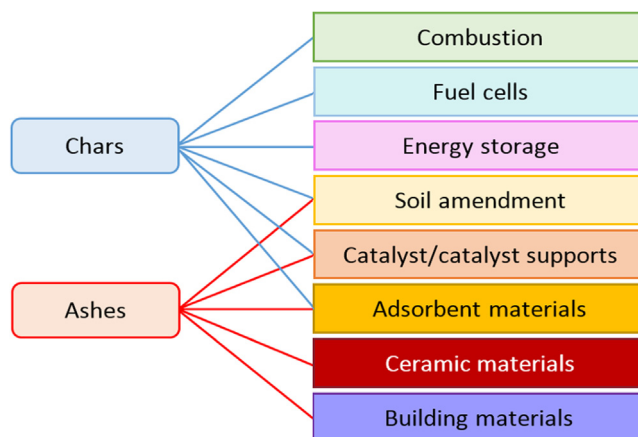 Combustion
Fuel cells
Chars
Energy storage
Soil amendment
Catalyst/catalyst supports
Ashes
Adsorbent materials
Ceramic materials
Building materials